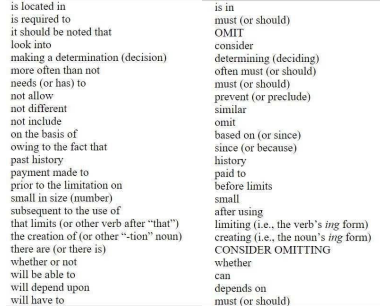 is located in is in
is required to must (or should)
it should be noted that OMIT
look into consider
making a determination (decision) determining (deciding)
more often than not often must (or should)
needs (or has) to must (or should)
not allow prevent (or preclude)
not different similar
not include omit
on the basis of based on (or since)
owing to the fact that since (or because)
past history history
payment made to paid to
prior to the limitation on before limits
small in size (number) small
subsequent to the use of after using
that limits (or other verb after “that”) limiting (i.e., the verb’s ing form)
the creation of (or other “-tion” noun) creating (i.e., the noun’s ing form)
there are (or there is) CONSIDER OMITTING
whether or not whether
will be able to can
will depend upon depends on
will have to must (or should)